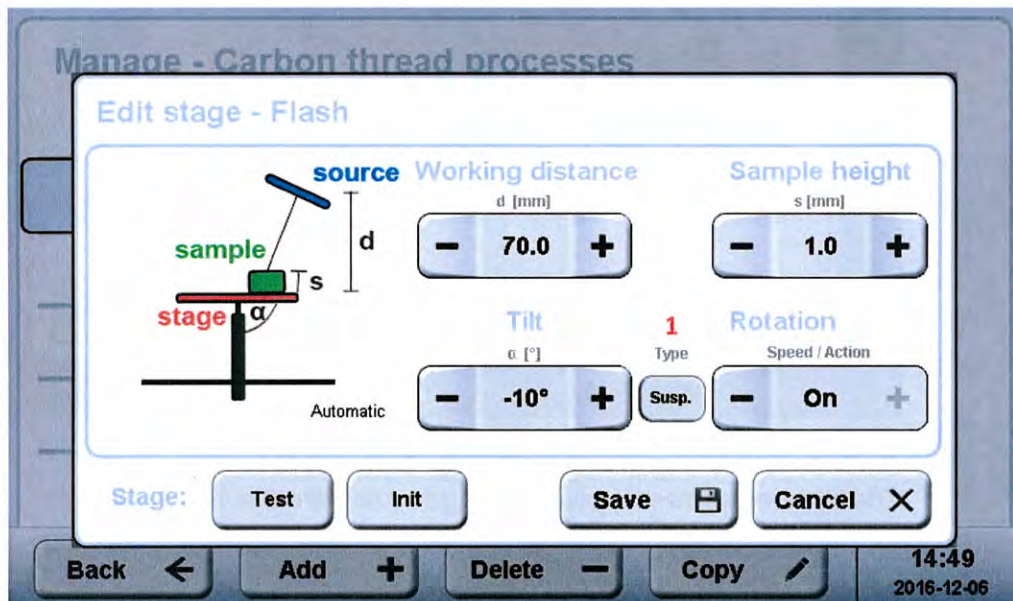 Manage - Carbon thread processes
Edit stage - Flash
source
sample
stage
d
s
α
Automatic
Working distance
d [mm]
− 70.0 +
Sample height
s [mm]
− 1.0 +
Tilt
α [°]
− -10° +
1
Type
Susp.
Rotation
Speed / Action
− On +
Stage:
Test
Init
Save
Cancel
Back
Add
Delete
Copy
14:49
2016-12-06